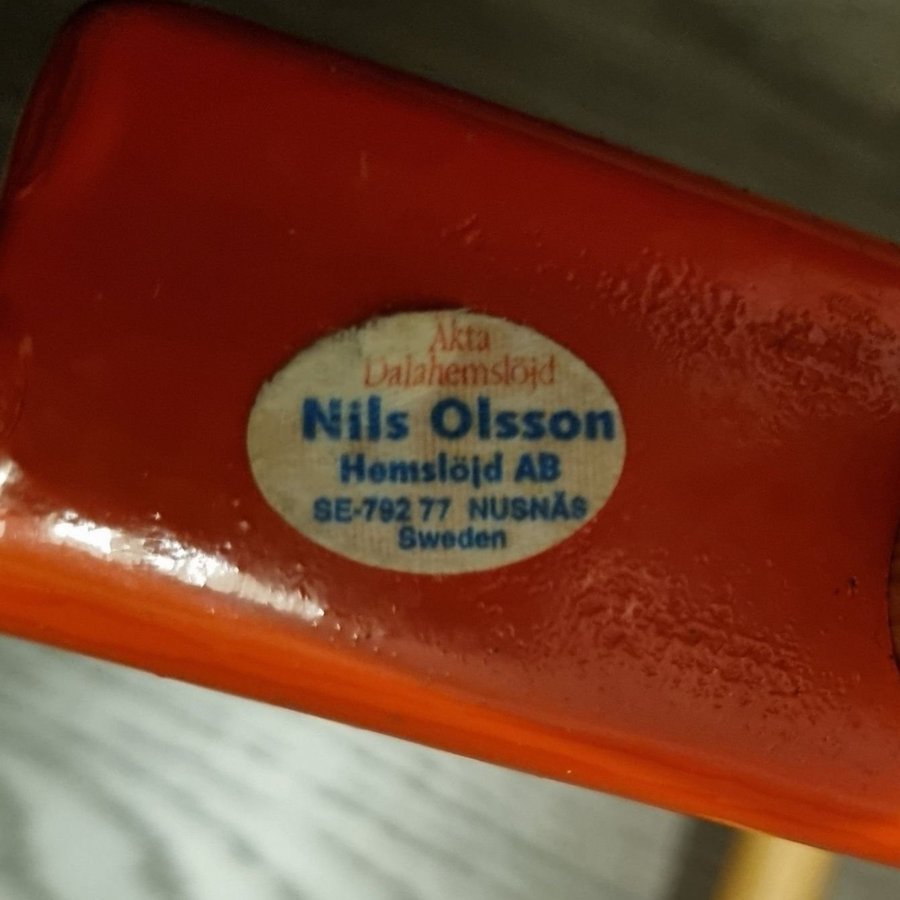 Äkta
Dalahemslöjd
Nils Olsson
Hemslöjd AB
SE-792 77 NUSNÄS
Sweden